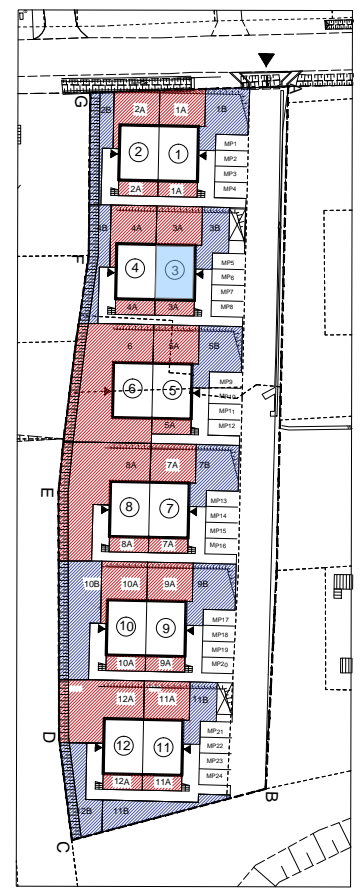 G
2B 2A 1A 1B
2 1
MP1
MP2
MP3
MP4
2A 1A
4B 4A 3A 3B
4 3
MP5
MP6
MP7
MP8
4A 3A
F
6 5A 5B
6 5
MP9
MP10
MP11
MP12
5A
8A 7A 7B
E
8 7
MP13
MP14
MP15
MP16
8A 7A
10B 10A 9A 9B
10 9
MP17
MP18
MP19
MP20
10A 9A
12A 11A 11B
D
12 11
MP21
MP22
MP23
MP24
12A 11A
B
12B 11B
C